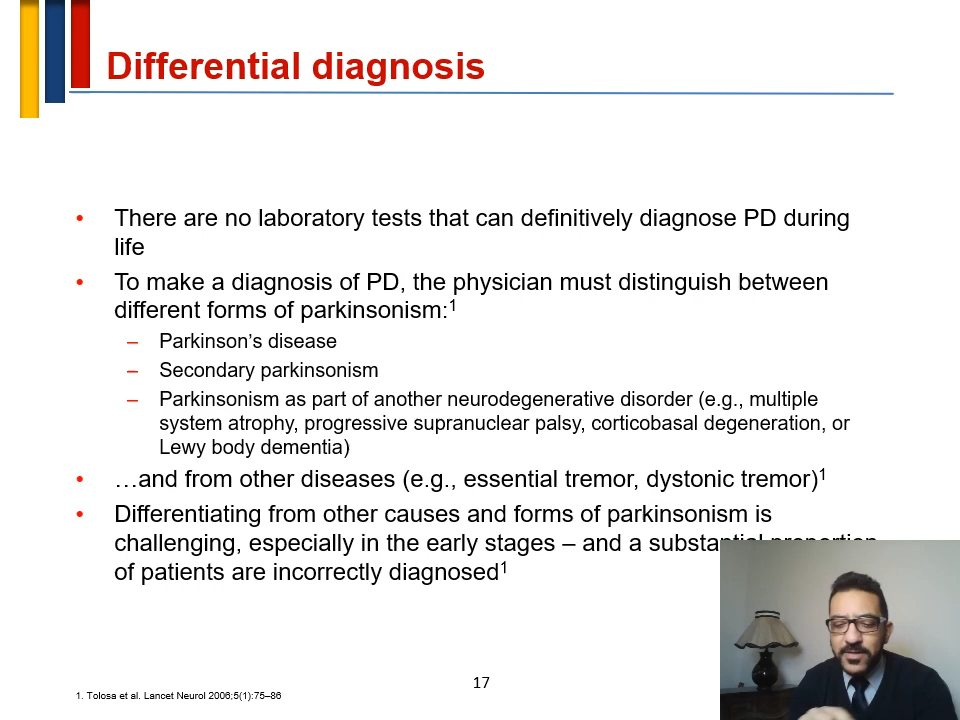 Differential diagnosis
• There are no laboratory tests that can definitively diagnose PD during
life
• To make a diagnosis of PD, the physician must distinguish between
different forms of parkinsonism:1
– Parkinson’s disease
– Secondary parkinsonism
– Parkinsonism as part of another neurodegenerative disorder (e.g., multiple
system atrophy, progressive supranuclear palsy, corticobasal degeneration, or
Lewy body dementia)
• …and from other diseases (e.g., essential tremor, dystonic tremor)1
• Differentiating from other causes and forms of parkinsonism is
challenging, especially in the early stages – and a substantial proportion
of patients are incorrectly diagnosed1
17
1. Tolosa et al. Lancet Neurol 2006;5(1):75–86